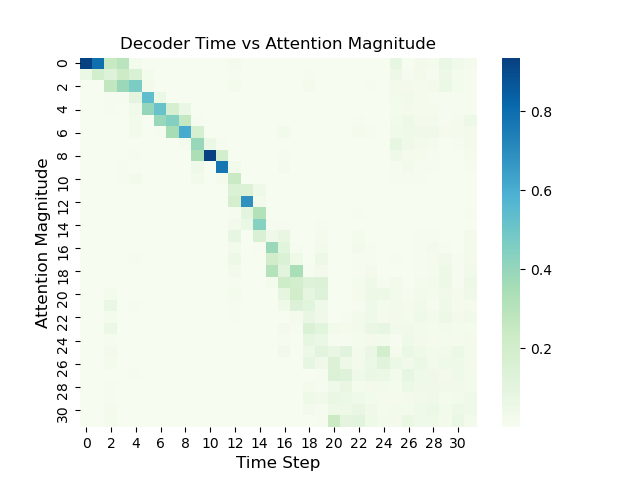 Decoder Time vs Attention Magnitude
Attention Magnitude
0 2 4 6 8 10 12 14 16 18 20 22 24 26 28 30
0 2 4 6 8 10 12 14 16 18 20 22 24 26 28 30
Time Step
0.8
0.6
0.4
0.2